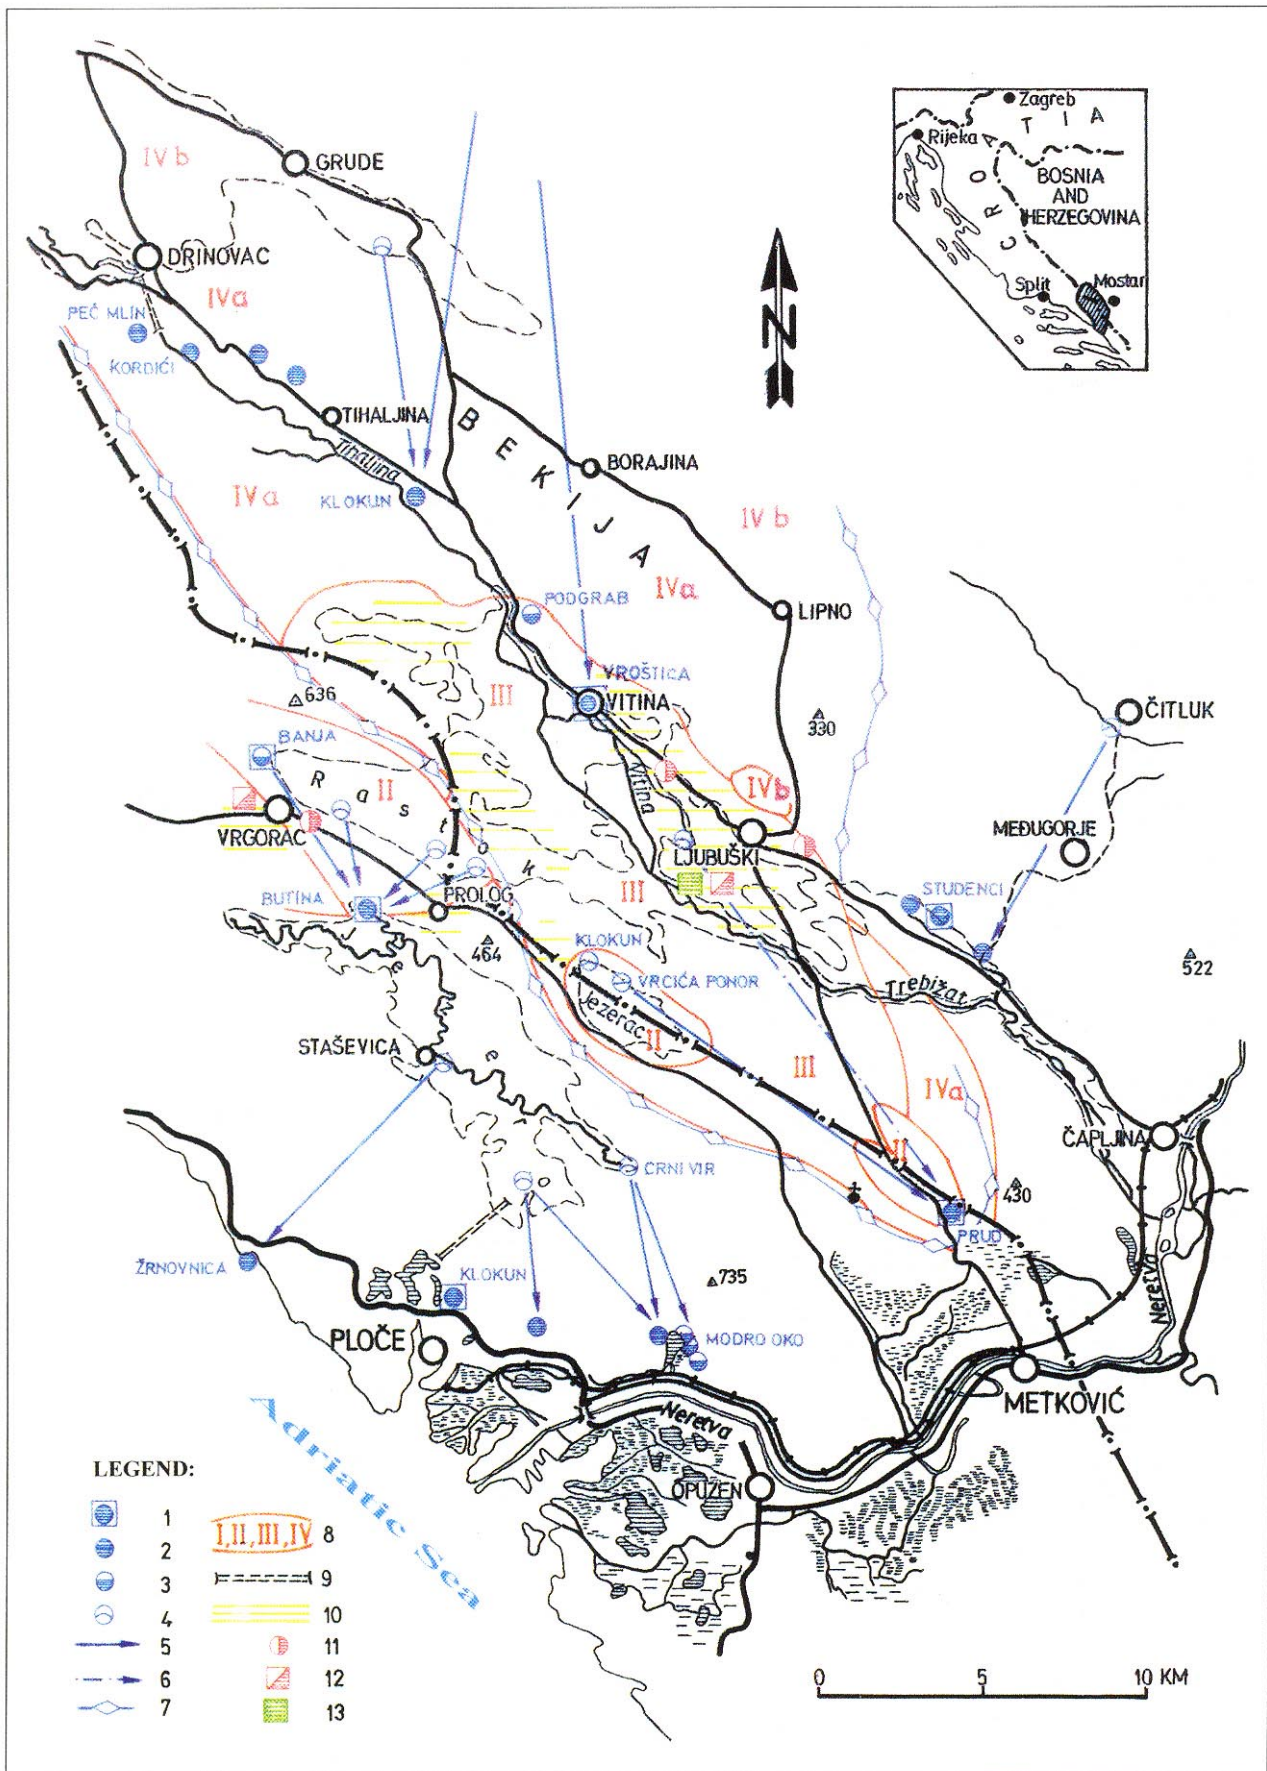 Zagreb
Rijeka
C R O A T I A
BOSNIA
AND
HERZEGOVINA
Split
Mostar
IVb
GRUDE
DRINOVAC
IVa
PEČ MLIN
KORDIĆI
N
TIHALJINA
Tihaljina
BEKIJA
BORAJINA
IVa
KLOKUN
IVb
PODGRAB
IVa
LIPNO
VROŠTICA
III
VITINA
636
330
ČITLUK
BANJA
II
Rastok
Vitina
IVb
VRGORAC
MEĐUGORJE
LJUBUŠKI
BUTINA
PROLOG
III
STUDENCI
464
KLOKUN
522
VRCIĆA PONOR
Trebižat
Jezerac
II
STAŠEVICA
III
IVa
ČAPLJINA
II
CRNI VIR
430
PRUD
ŽRNOVNICA
KLOKUN
735
Neretva
PLOČE
MODRO OKO
METKOVIĆ
Neretva
Adriatic Sea
OPUZEN
LEGEND:
1
2
3
4
5
6
7
I,II,III,IV 8
9
10
11
12
13
0 5 10 KM